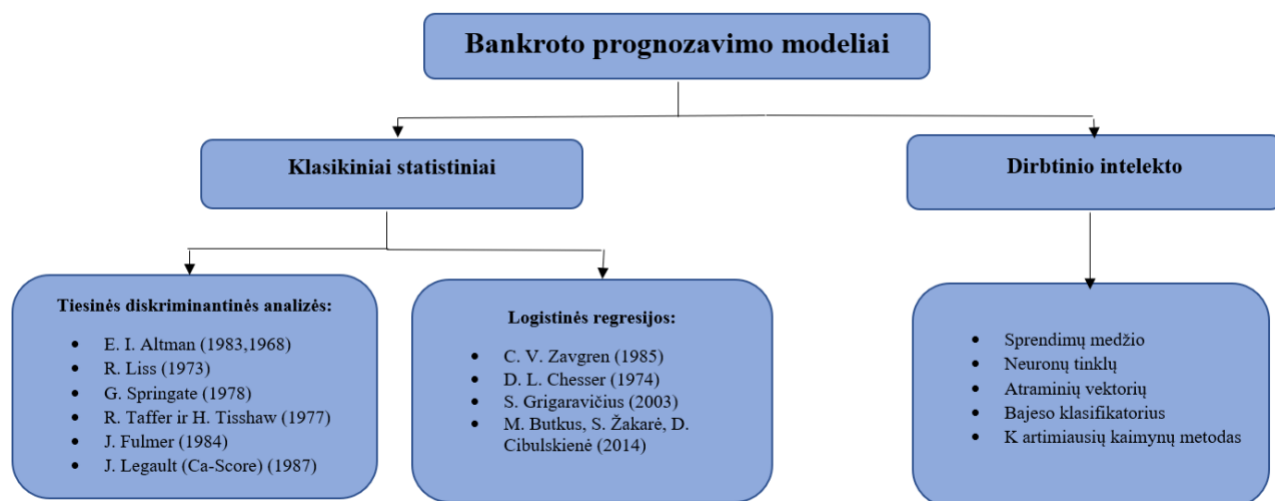 Bankroto prognozavimo modeliai
Klasikiniai statistiniai
Dirbtinio intelekto
Tiesinės diskriminantinės analizės:
• E. I. Altman (1983,1968)
• R. Liss (1973)
• G. Springate (1978)
• R. Taffer ir H. Tisshaw (1977)
• J. Fulmer (1984)
• J. Legault (Ca-Score) (1987)
Logistinės regresijos:
• C. V. Zavgren (1985)
• D. L. Chesser (1974)
• S. Grigaravičius (2003)
• M. Butkus, S. Žakarė, D.
Cibulskienė (2014)
• Sprendimų medžio
• Neuronų tinklų
• Atraminių vektorių
• Bajeso klasifikatorius
• K artimiausių kaimynų metodas